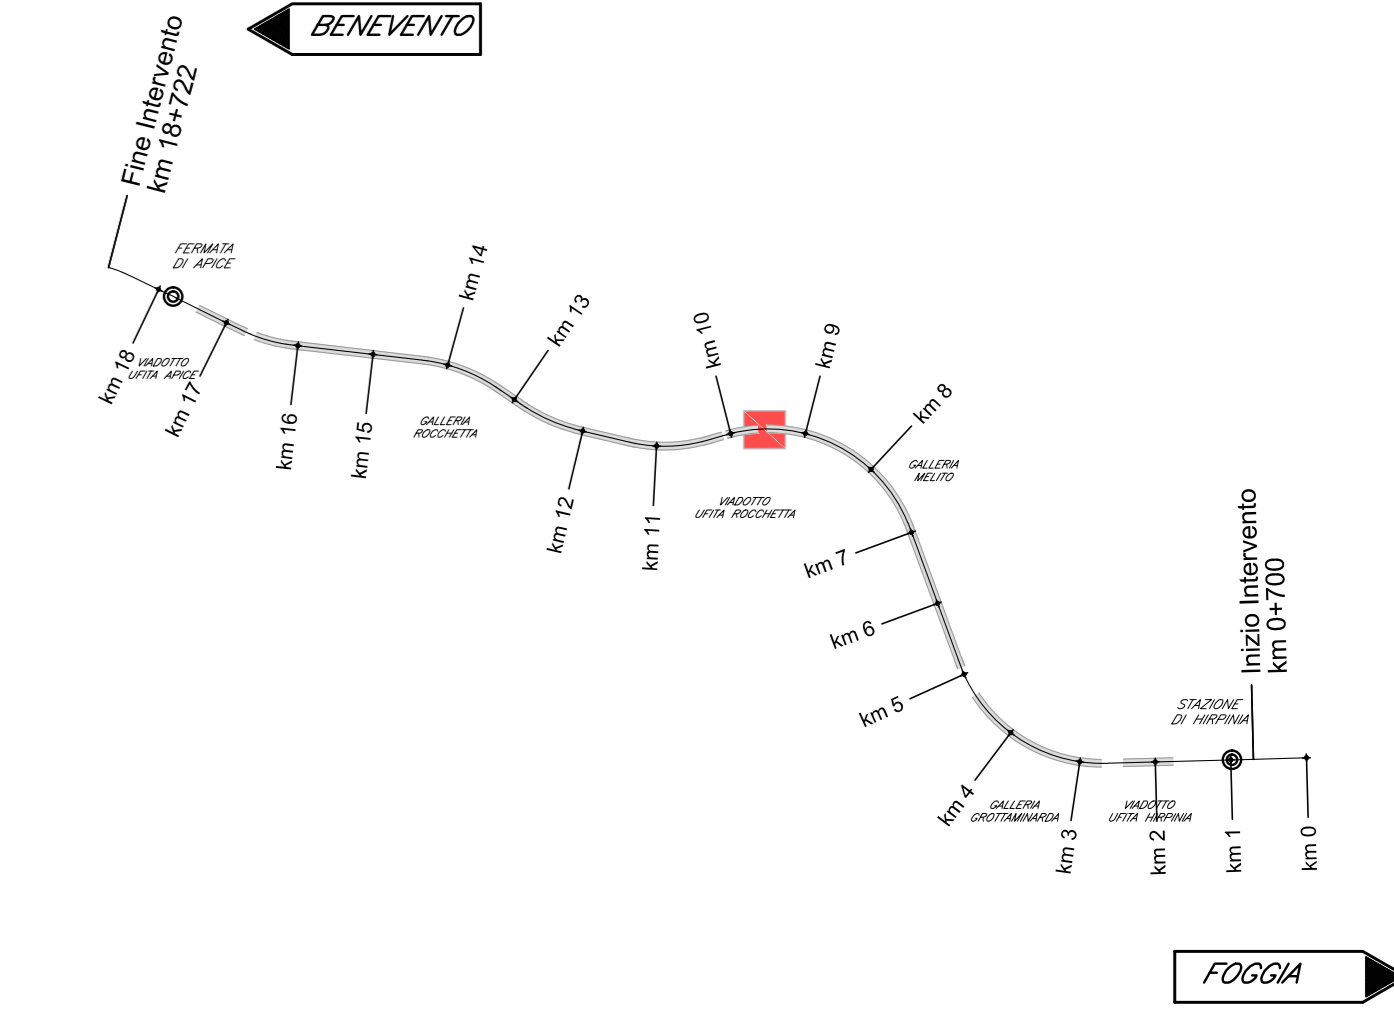 BENEVENTO
Fine Intervento
km 18+722
FERMATA
DI APICE
km 18
VIADOTTO
UFITA APICE
km 17
km 16
km 15
km 14
GALLERIA
ROCCHETTA
km 13
km 12
km 11
km 10
VIADOTTO
UFITA ROCCHETTA
km 9
km 8
GALLERIA
MELITO
km 7
km 6
km 5
km 4
GALLERIA
GROTTAMINARDA
km 3
VIADOTTO
UFITA HIRPINIA
km 2
STAZIONE
DI HIRPINIA
Inizio Intervento
km 0+700
km 1
km 0
FOGGIA